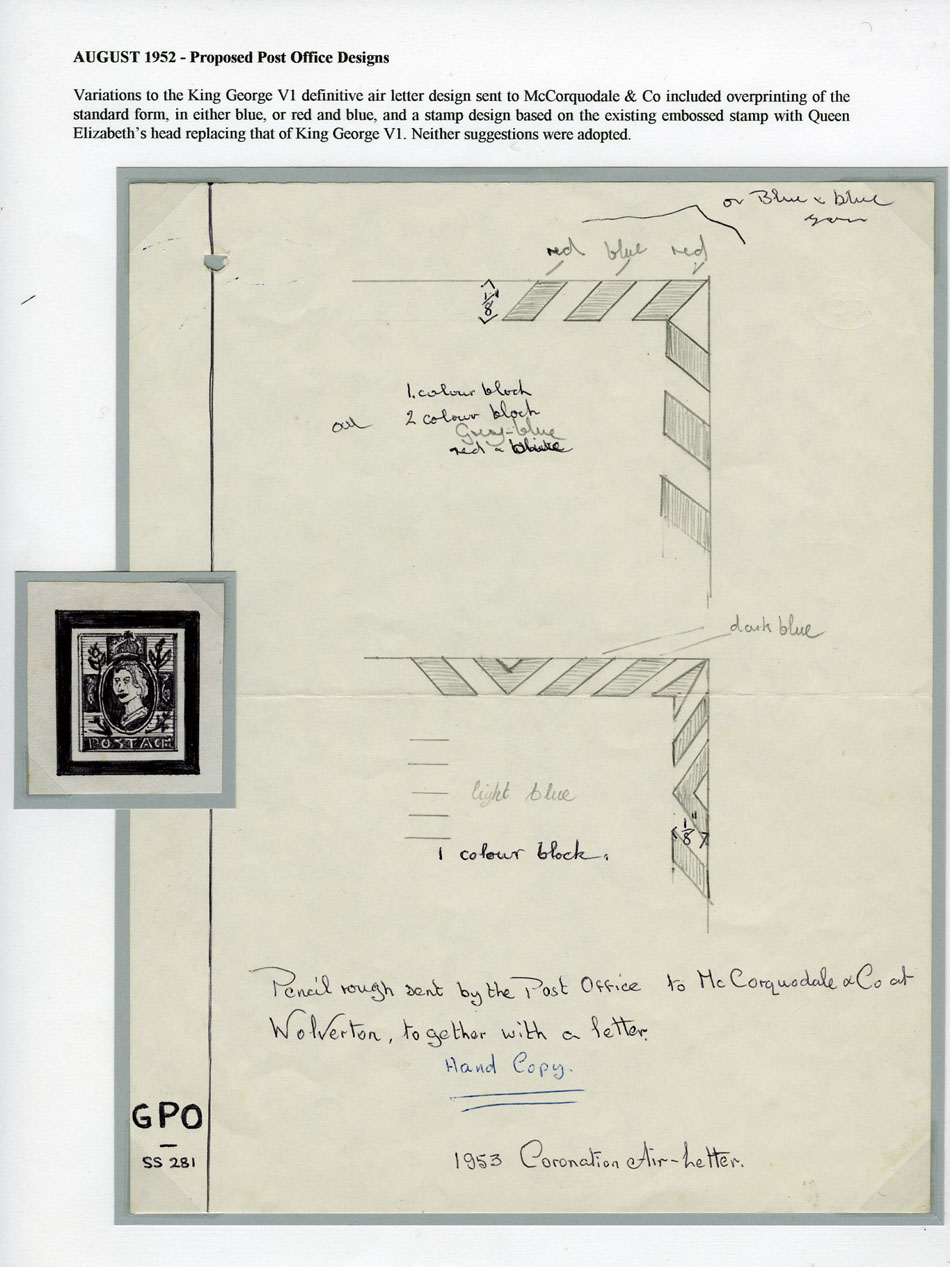 AUGUST 1952 - Proposed Post Office Designs
Variations to the King George V1 definitive air letter design sent to McCorquodale & Co included overprinting of the
standard form, in either blue, or red and blue, and a stamp design based on the existing embossed stamp with Queen
Elizabeth's head replacing that of King George V1. Neither suggestions were adopted.
or Blue & blue
red blue red
1/8
1. colour block
2 colour block
Grey-blue
red &
dark blue
POSTAGE
light blue
1/8"
1 colour block.
Pencil rough sent by the Post Office to McCorquodale & Co at
Wolverton, together with a letter.
Hand Copy.
GPO
SS 281
1953 Coronation Air-Letter.